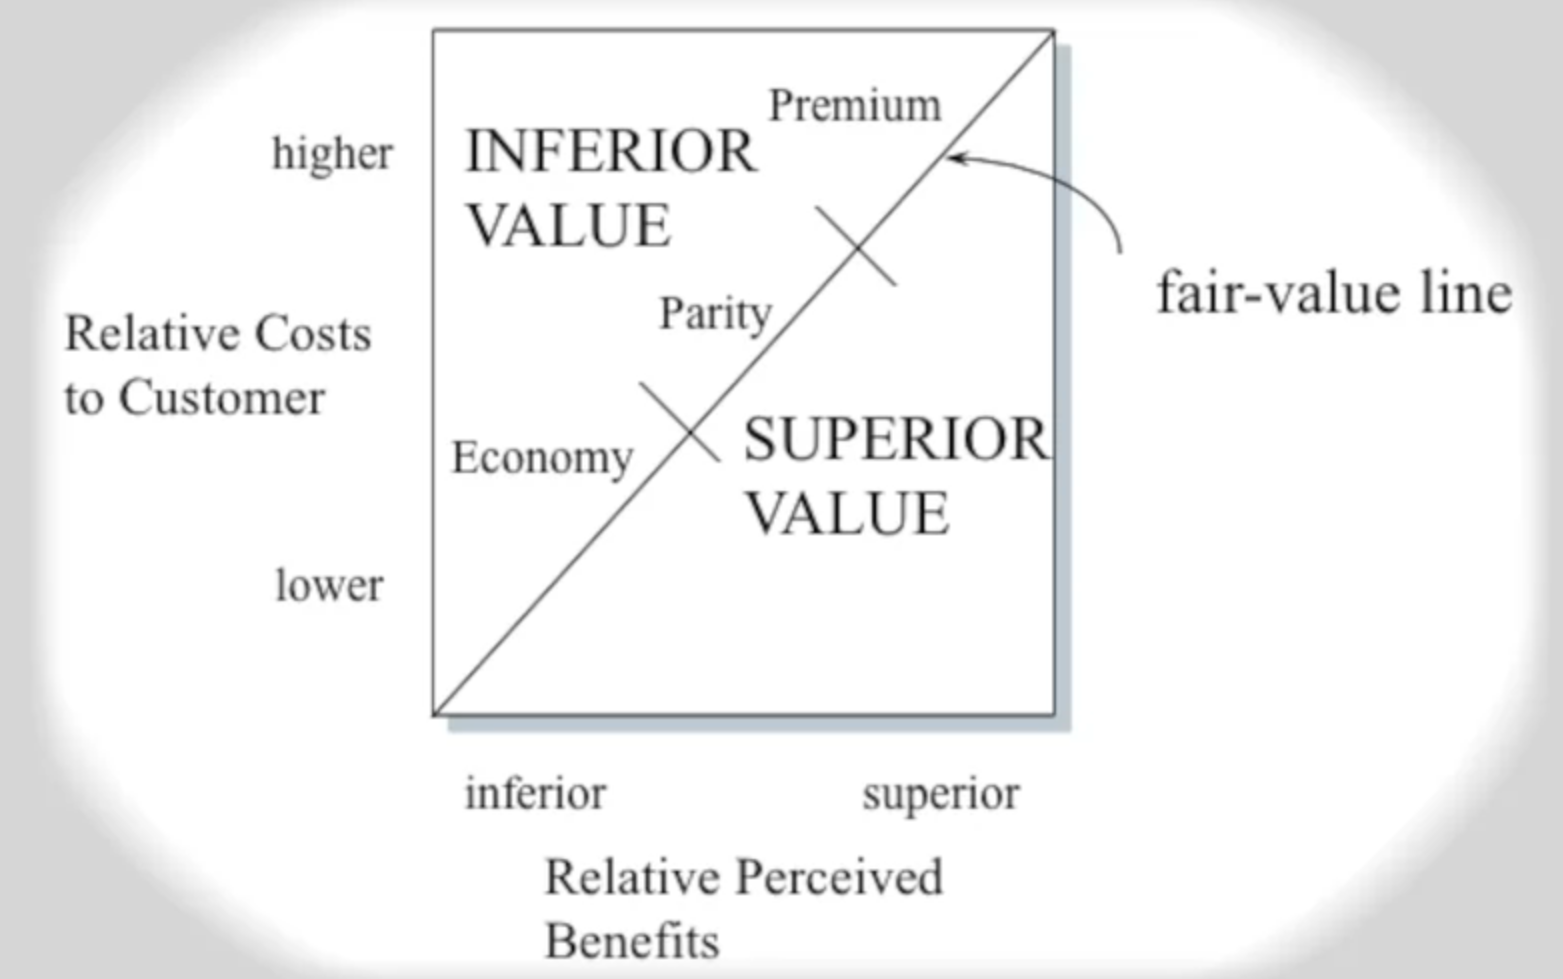 Premium
higher
INFERIOR
VALUE
fair-value line
Parity
Relative Costs
to Customer
Economy
SUPERIOR
VALUE
lower
inferior
superior
Relative Perceived
Benefits